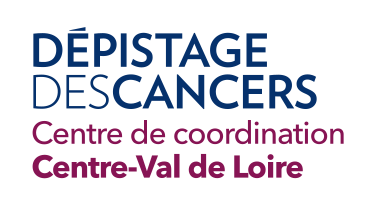 DÉPISTAGE
DESCANCERS
Centre de coordination
Centre-Val de Loire